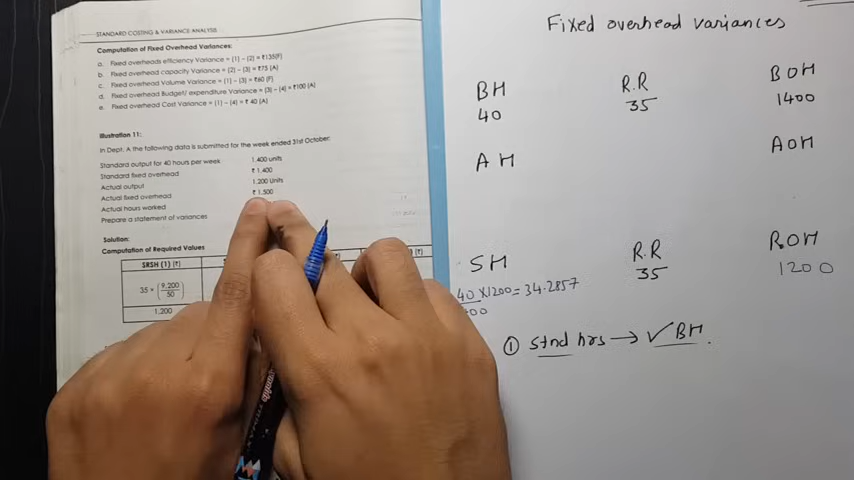 STANDARD COSTING & VARIANCE ANALYSIS
Computation of Fixed Overhead Variances:
a. Fixed overheads efficiency Variance = (1) – (2) = ₹135(F)
b. Fixed overhead capacity Variance = (2) – (3) = ₹75 (A)
c. Fixed overhead Volume Variance = (1) – (3) = ₹60 (F)
d. Fixed overhead Budget/ expenditure Variance = (3) – (4) = ₹100 (A)
e. Fixed overhead Cost Variance = (1) – (4) = ₹ 40 (A)
Illustration 11:
In Dept. A the following data is submitted for the week ended 31st October:
Standard output for 40 hours per week 1,400 units
Standard fixed overhead ₹ 1,400
Actual output 1,200 Units
Actual fixed overhead ₹ 1,500
Actual hours worked
Prepare a statement of variances
Solution:
Computation of Required Values
SRSH (1) (₹)
35 × (9,200/50)
1,200
Fixed overhead variances
BH R.R BOH
40 35 1400
AH AOH
SH R.R ROH
40 ×1200 = 34.2857 35 1200
00
① Stnd hrs → ✓BH.